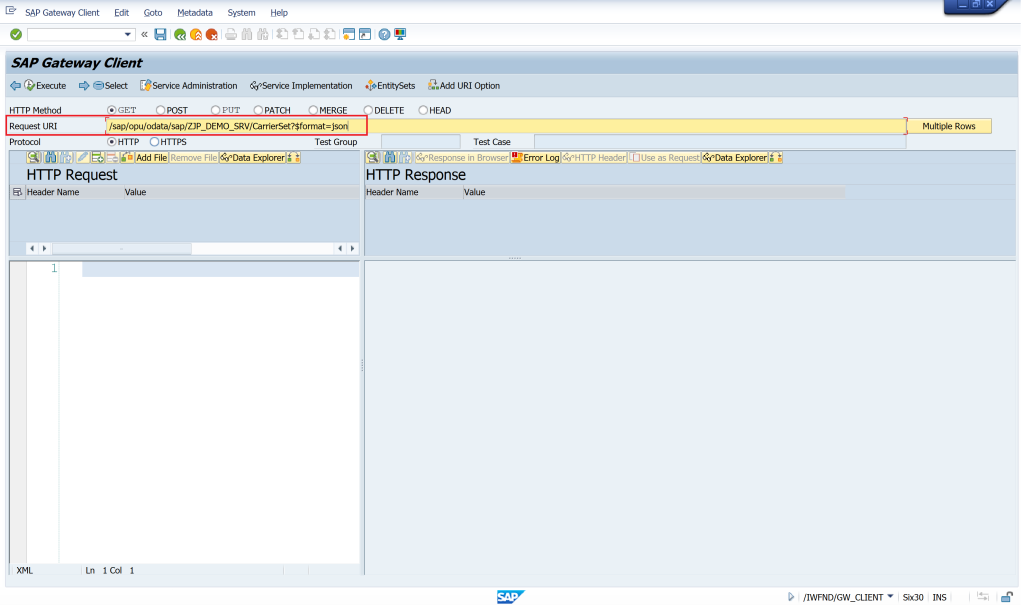 SAP Gateway Client Edit Goto Metadata System Help
«
SAP Gateway Client
Execute Select Service Administration Service Implementation EntitySets Add URI Option
HTTP Method GET POST PUT PATCH MERGE DELETE HEAD
Request URI /sap/opu/odata/sap/ZJP_DEMO_SRV/CarrierSet?$format=json Multiple Rows
Protocol HTTP HTTPS Test Group Test Case
Add File Remove File Data Explorer Response in Browser Error Log HTTP Header Use as Request Data Explorer
HTTP Request HTTP Response
Header Name Value Header Name Value
1
XML Ln 1 Col 1
SAP /IWFND/GW_CLIENT Six30 INS